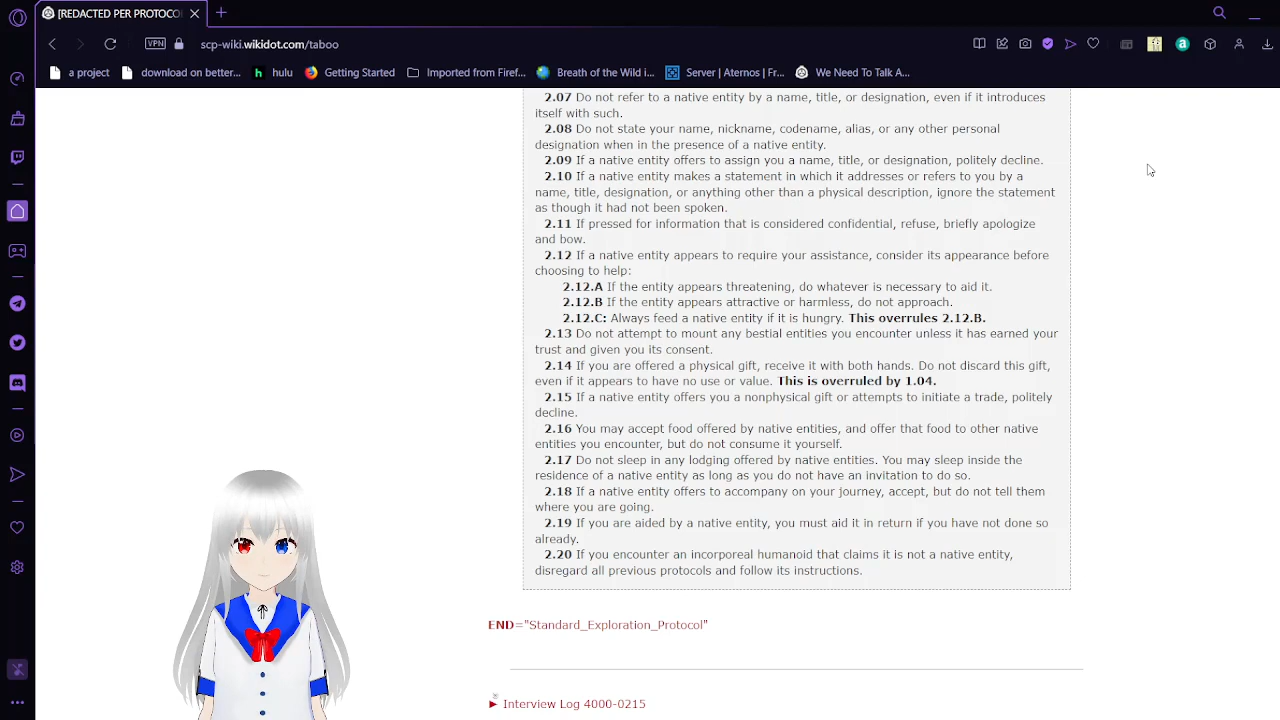 [REDACTED PER PROTOCO
scp-wiki.wikidot.com/taboo
VPN
a project
download on better...
hulu
Getting Started
Imported from Firef...
Breath of the Wild i...
Server | Aternos | Fr...
We Need To Talk A...
2.07 Do not refer to a native entity by a name, title, or designation, even if it introduces
itself with such.
2.08 Do not state your name, nickname, codename, alias, or any other personal
designation when in the presence of a native entity.
2.09 If a native entity offers to assign you a name, title, or designation, politely decline.
2.10 If a native entity makes a statement in which it addresses or refers to you by a
name, title, designation, or anything other than a physical description, ignore the statement
as though it had not been spoken.
2.11 If pressed for information that is considered confidential, refuse, briefly apologize
and bow.
2.12 If a native entity appears to require your assistance, consider its appearance before
choosing to help:
2.12.A If the entity appears threatening, do whatever is necessary to aid it.
2.12.B If the entity appears attractive or harmless, do not approach.
2.12.C: Always feed a native entity if it is hungry. This overrules 2.12.B.
2.13 Do not attempt to mount any bestial entities you encounter unless it has earned your
trust and given you its consent.
2.14 If you are offered a physical gift, receive it with both hands. Do not discard this gift,
even if it appears to have no use or value. This is overruled by 1.04.
2.15 If a native entity offers you a nonphysical gift or attempts to initiate a trade, politely
decline.
2.16 You may accept food offered by native entities, and offer that food to other native
entities you encounter, but do not consume it yourself.
2.17 Do not sleep in any lodging offered by native entities. You may sleep inside the
residence of a native entity as long as you do not have an invitation to do so.
2.18 If a native entity offers to accompany on your journey, accept, but do not tell them
where you are going.
2.19 If you are aided by a native entity, you must aid it in return if you have not done so
already.
2.20 If you encounter an incorporeal humanoid that claims it is not a native entity,
disregard all previous protocols and follow its instructions.
END="Standard_Exploration_Protocol"
► Interview Log 4000-0215